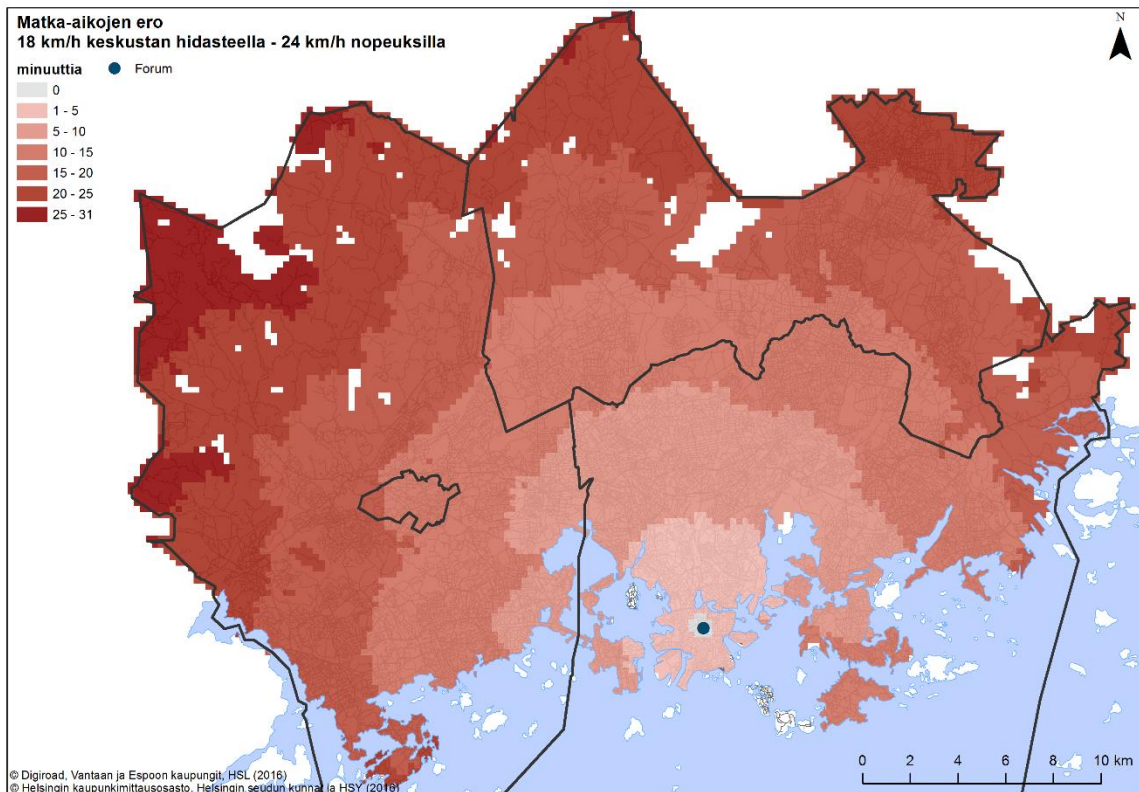 Matka-aikojen ero
18 km/h keskustan hidasteella - 24 km/h nopeuksilla
minuuttia
Forum
0
1 - 5
5 - 10
10 - 15
15 - 20
20 - 25
25 - 31
N
0 2 4 6 8 10 km
© Digiroad, Vantaan ja Espoon kaupungit, HSL (2016)
© Helsingin kaupunkimittausosasto, Helsingin seudun kunnat ja HSY (2016)